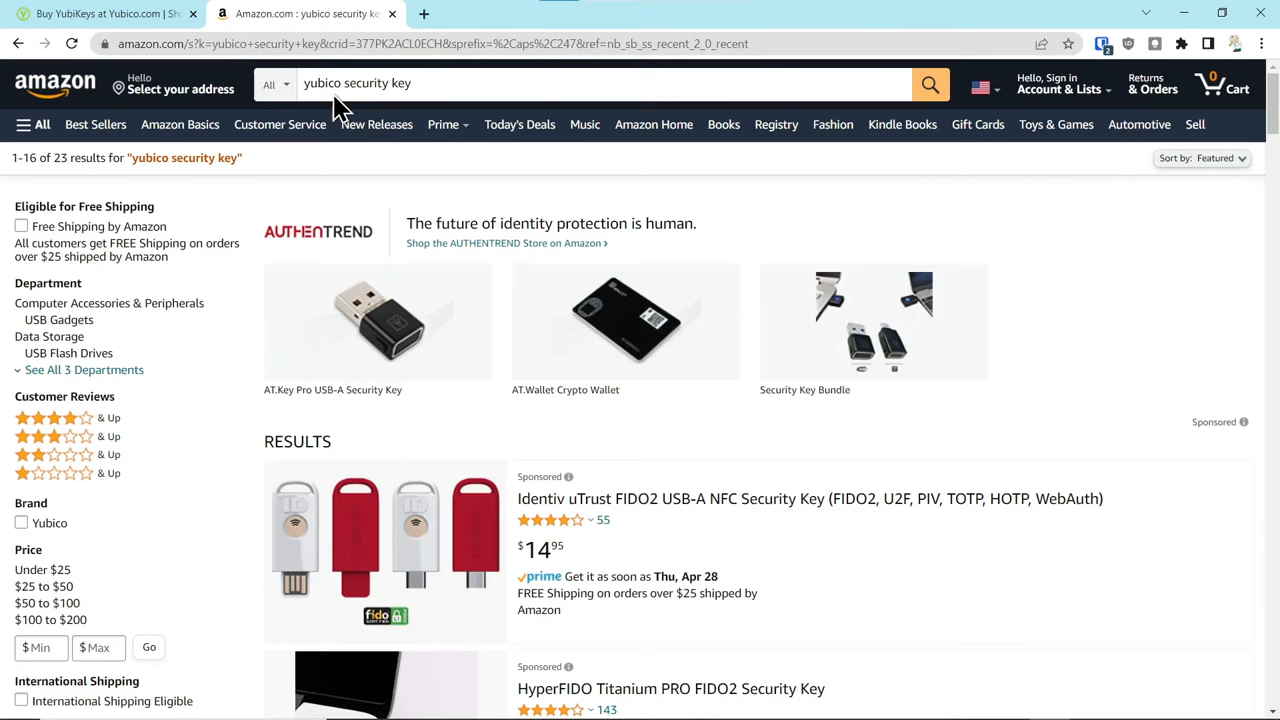 Buy YubiKeys at Yubico.com | Sh
Amazon.com : yubico security ke
amazon.com/s?k=yubico+security+key&crid=377PK2ACL0ECH&sprefix=%2Caps%2C247&ref=nb_sb_ss_recent_2_0_recent
2
amazon
Hello
Select your address
All
yubico security key
Hello, Sign in
Account & Lists
Returns
& Orders
0
Cart
All
Best Sellers
Amazon Basics
Customer Service
New Releases
Prime
Today's Deals
Music
Amazon Home
Books
Registry
Fashion
Kindle Books
Gift Cards
Toys & Games
Automotive
Sell
1-16 of 23 results for "yubico security key"
Sort by: Featured
Eligible for Free Shipping
Free Shipping by Amazon
All customers get FREE Shipping on orders
over $25 shipped by Amazon
Department
Computer Accessories & Peripherals
USB Gadgets
Data Storage
USB Flash Drives
See All 3 Departments
Customer Reviews
& Up
& Up
& Up
& Up
Brand
Yubico
Price
Under $25
$25 to $50
$50 to $100
$100 to $200
$ Min
$ Max
Go
International Shipping
International Shipping Eligible
AUTHENTREND
The future of identity protection is human.
Shop the AUTHENTREND Store on Amazon ›
AT.Key Pro USB-A Security Key
AT.Wallet Crypto Wallet
Security Key Bundle
Sponsored
RESULTS
fido
Sponsored
Identiv uTrust FIDO2 USB-A NFC Security Key (FIDO2, U2F, PIV, TOTP, HOTP, WebAuth)
55
$14 95
prime Get it as soon as Thu, Apr 28
FREE Shipping on orders over $25 shipped by
Amazon
Sponsored
HyperFIDO Titanium PRO FIDO2 Security Key
143